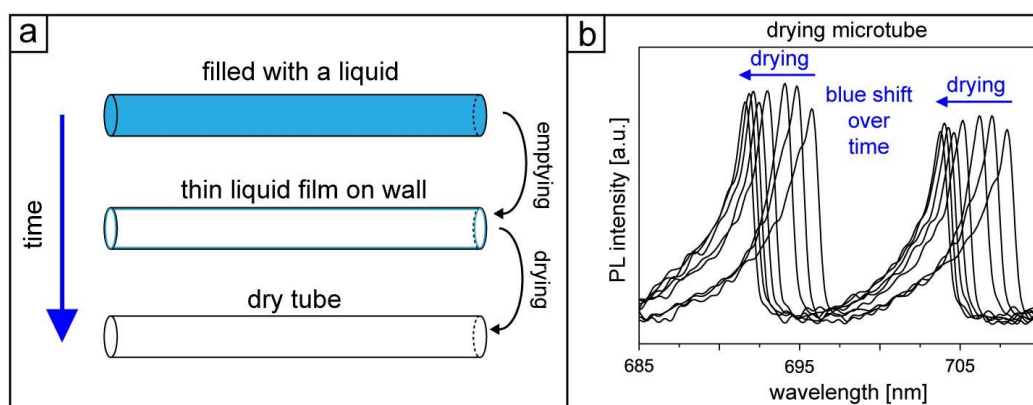 a
filled with a liquid
emptying
thin liquid film on wall
time
drying
dry tube
b
drying microtube
drying
drying
blue shift
over
time
PL intensity [a.u.]
685
695
705
wavelength [nm]